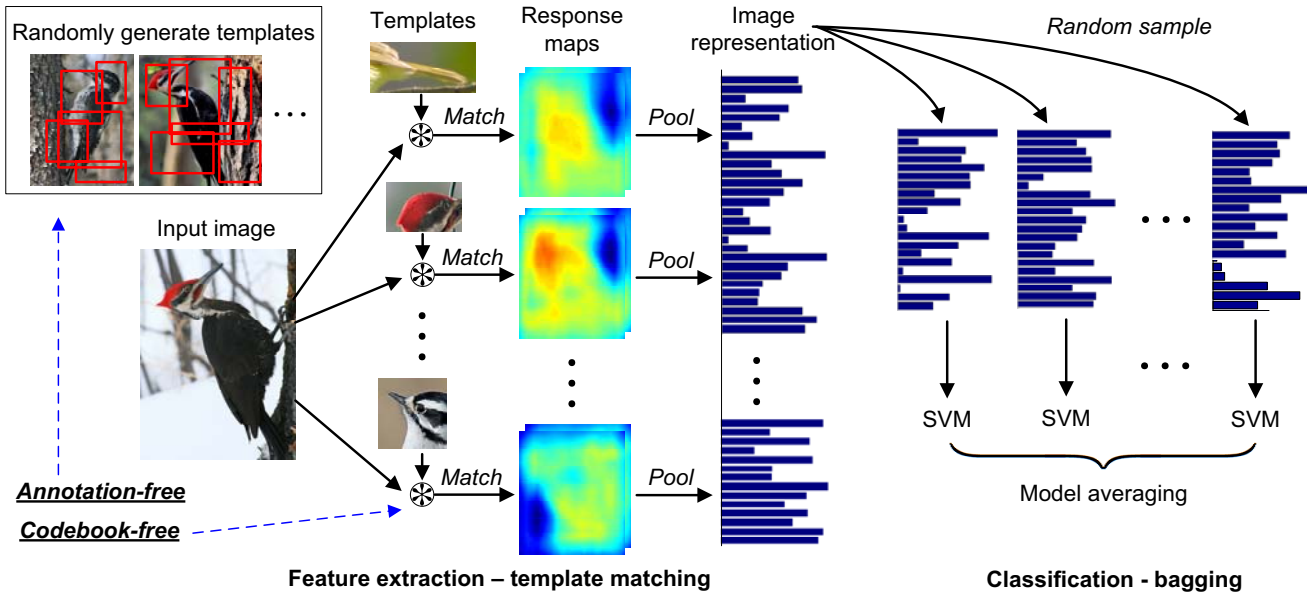 Randomly generate templates
. . .
Templates
Response
maps
Image
representation
Random sample
Match
Pool
Input image
Match
Pool
. . .
Match
Pool
. . .
SVM
SVM
SVM
Model averaging
Annotation-free
Codebook-free
Feature extraction – template matching
Classification - bagging